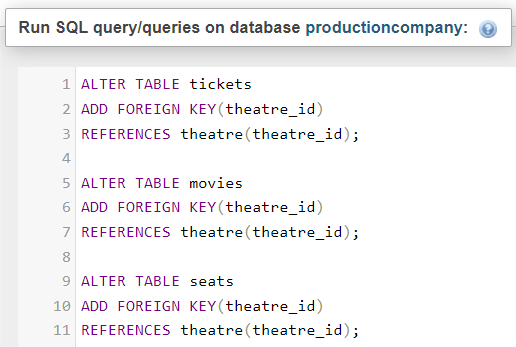 Run SQL query/queries on database productioncompany:
1 ALTER TABLE tickets
2 ADD FOREIGN KEY(theatre_id)
3 REFERENCES theatre(theatre_id);
4
5 ALTER TABLE movies
6 ADD FOREIGN KEY(theatre_id)
7 REFERENCES theatre(theatre_id);
8
9 ALTER TABLE seats
10 ADD FOREIGN KEY(theatre_id)
11 REFERENCES theatre(theatre_id);